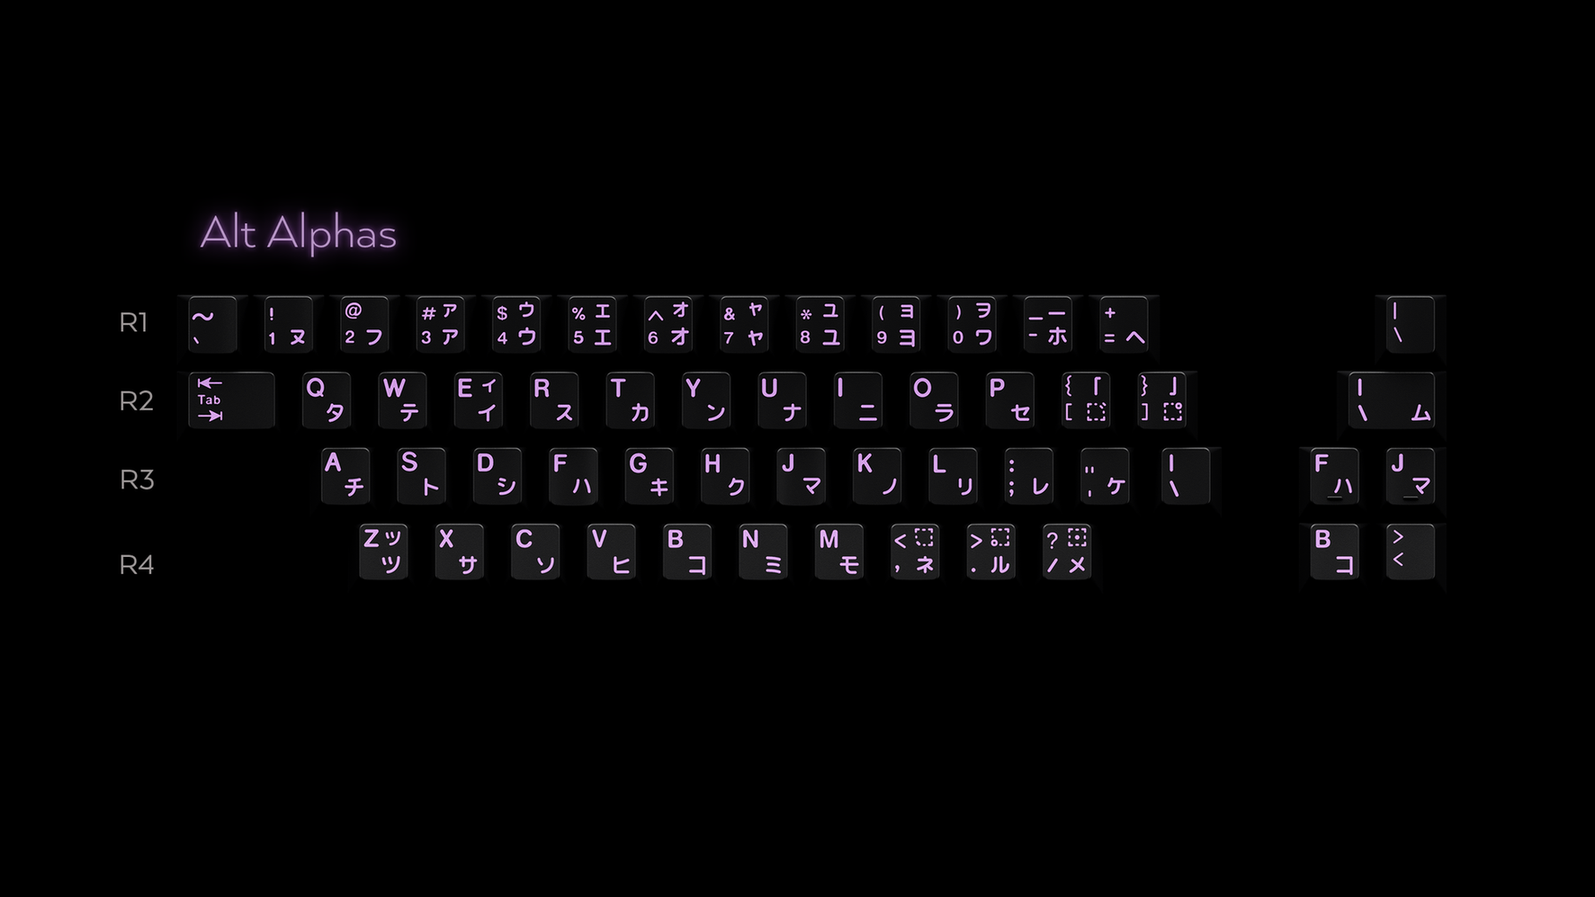 Alt Alphas
R1 ~ ` ! 1 ヌ @ 2 フ # ァ 3 ア $ ゥ 4 ウ % ェ 5 エ ^ ォ 6 オ & ャ 7 ヤ * ュ 8 ユ ( ョ 9 ヨ ) ヲ 0 ワ _ ー - ホ + = ヘ | \
R2 Tab Q タ W テ E ィ イ R ス T カ Y ン U ナ I ニ O ラ P セ { 「 [ ゛ } 」 ] ゜ | \ ム
R3 A チ S ト D シ F ハ G キ H ク J マ K ノ L リ : ; レ " ' ケ | \ F ハ J マ
R4 Z ッ ツ X サ C ソ V ヒ B コ N ミ M モ < 、 , ネ > 。 . ル ? ・ / メ B コ > <